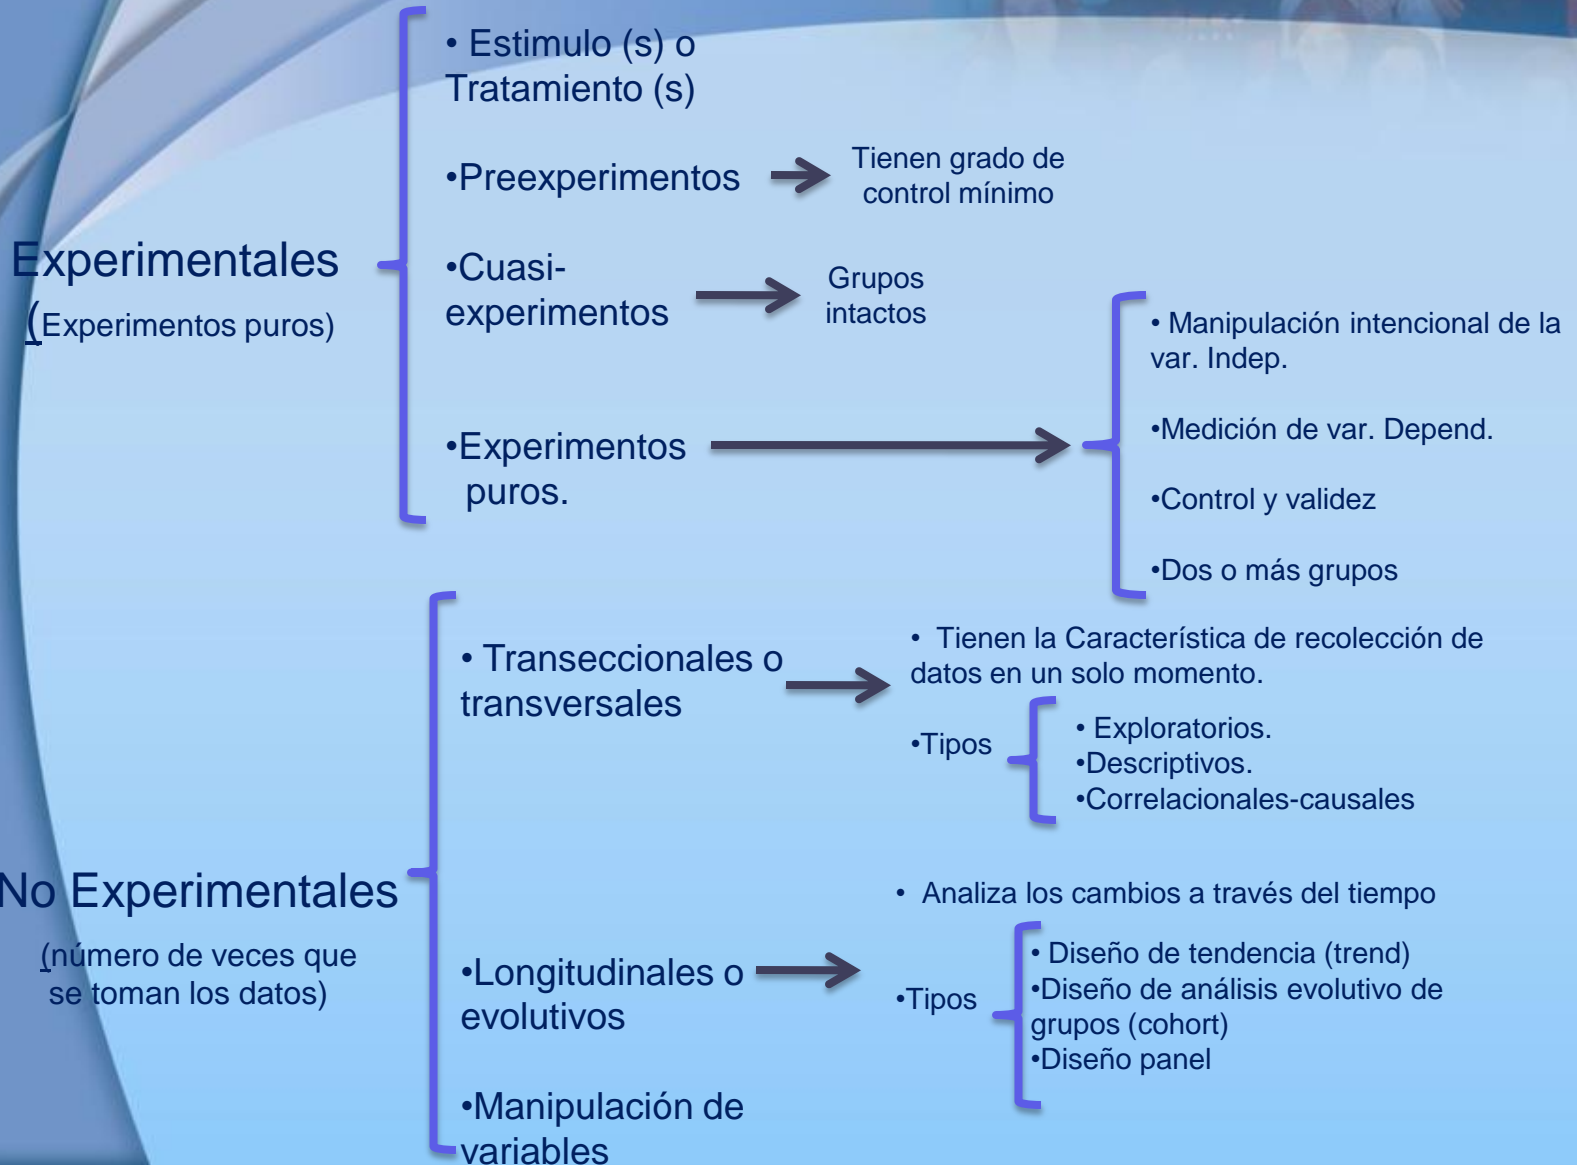 • Estimulo (s) o
Tratamiento (s)
•Preexperimentos
Tienen grado de
control mínimo
Experimentales
(Experimentos puros)
•Cuasi-
experimentos
Grupos
intactos
•Experimentos
puros.
• Manipulación intencional de la
var. Indep.
•Medición de var. Depend.
•Control y validez
•Dos o más grupos
No Experimentales
(número de veces que
se toman los datos)
• Transeccionales o
transversales
• Tienen la Característica de recolección de
datos en un solo momento.
•Tipos
• Exploratorios.
•Descriptivos.
•Correlacionales-causales
•Longitudinales o
evolutivos
• Analiza los cambios a través del tiempo
•Tipos
• Diseño de tendencia (trend)
•Diseño de análisis evolutivo de
grupos (cohort)
•Diseño panel
•Manipulación de
variables